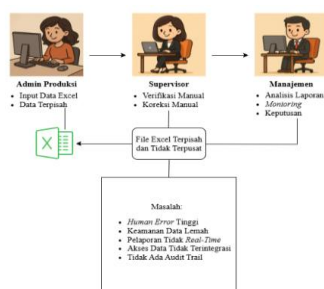 Admin Produksi
• Input Data Excel
• Data Terpisah
Supervisor
• Verifikasi Manual
• Koreksi Manual
Manajemen
• Analisis Laporan
• Monioring
• Keputusan
File Excel Terpisah
dan Tidak Terpusat
Masalah:
• Human Error Tinggi
• Keamanan Data Lemah
• Pelaporan Tidak Real-Time
• Akses Data Tidak Terintegrasi
• Tidak Ada Audit Trail